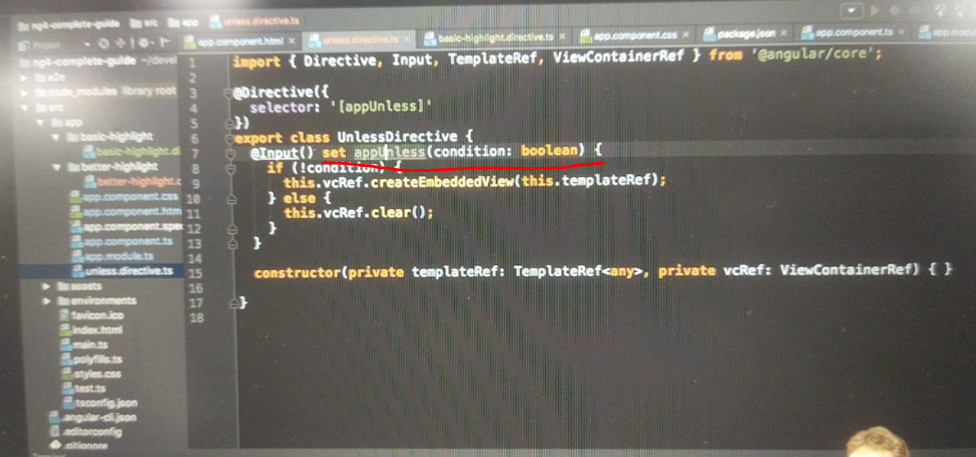 ng4-complete-guide src app unless.directive.ts
Project
app.component.html unless.directive.ts basic-highlight.directive.ts app.component.css package.json app.component.ts
ng4-complete-guide
e2e
node_modules library root
src
app
basic-highlight
basic-highlight.di
better-highlight
better-highlight.c
app.component.css
app.component.htm
app.component.spe
app.component.ts
app.module.ts
unless.directive.ts
assets
environments
favicon.ico
index.html
main.ts
polyfills.ts
styles.css
test.ts
tsconfig.json
.angular-cli.json
.editorconfig
.gitignore
1 import { Directive, Input, TemplateRef, ViewContainerRef } from '@angular/core';
2
3 @Directive({
4 selector: '[appUnless]'
5 })
6 export class UnlessDirective {
7 @Input() set appUnless(condition: boolean) {
8 if (!condition) {
9 this.vcRef.createEmbeddedView(this.templateRef);
10 } else {
11 this.vcRef.clear();
12 }
13 }
14
15 constructor(private templateRef: TemplateRef<any>, private vcRef: ViewContainerRef) { }
16
17 }
18